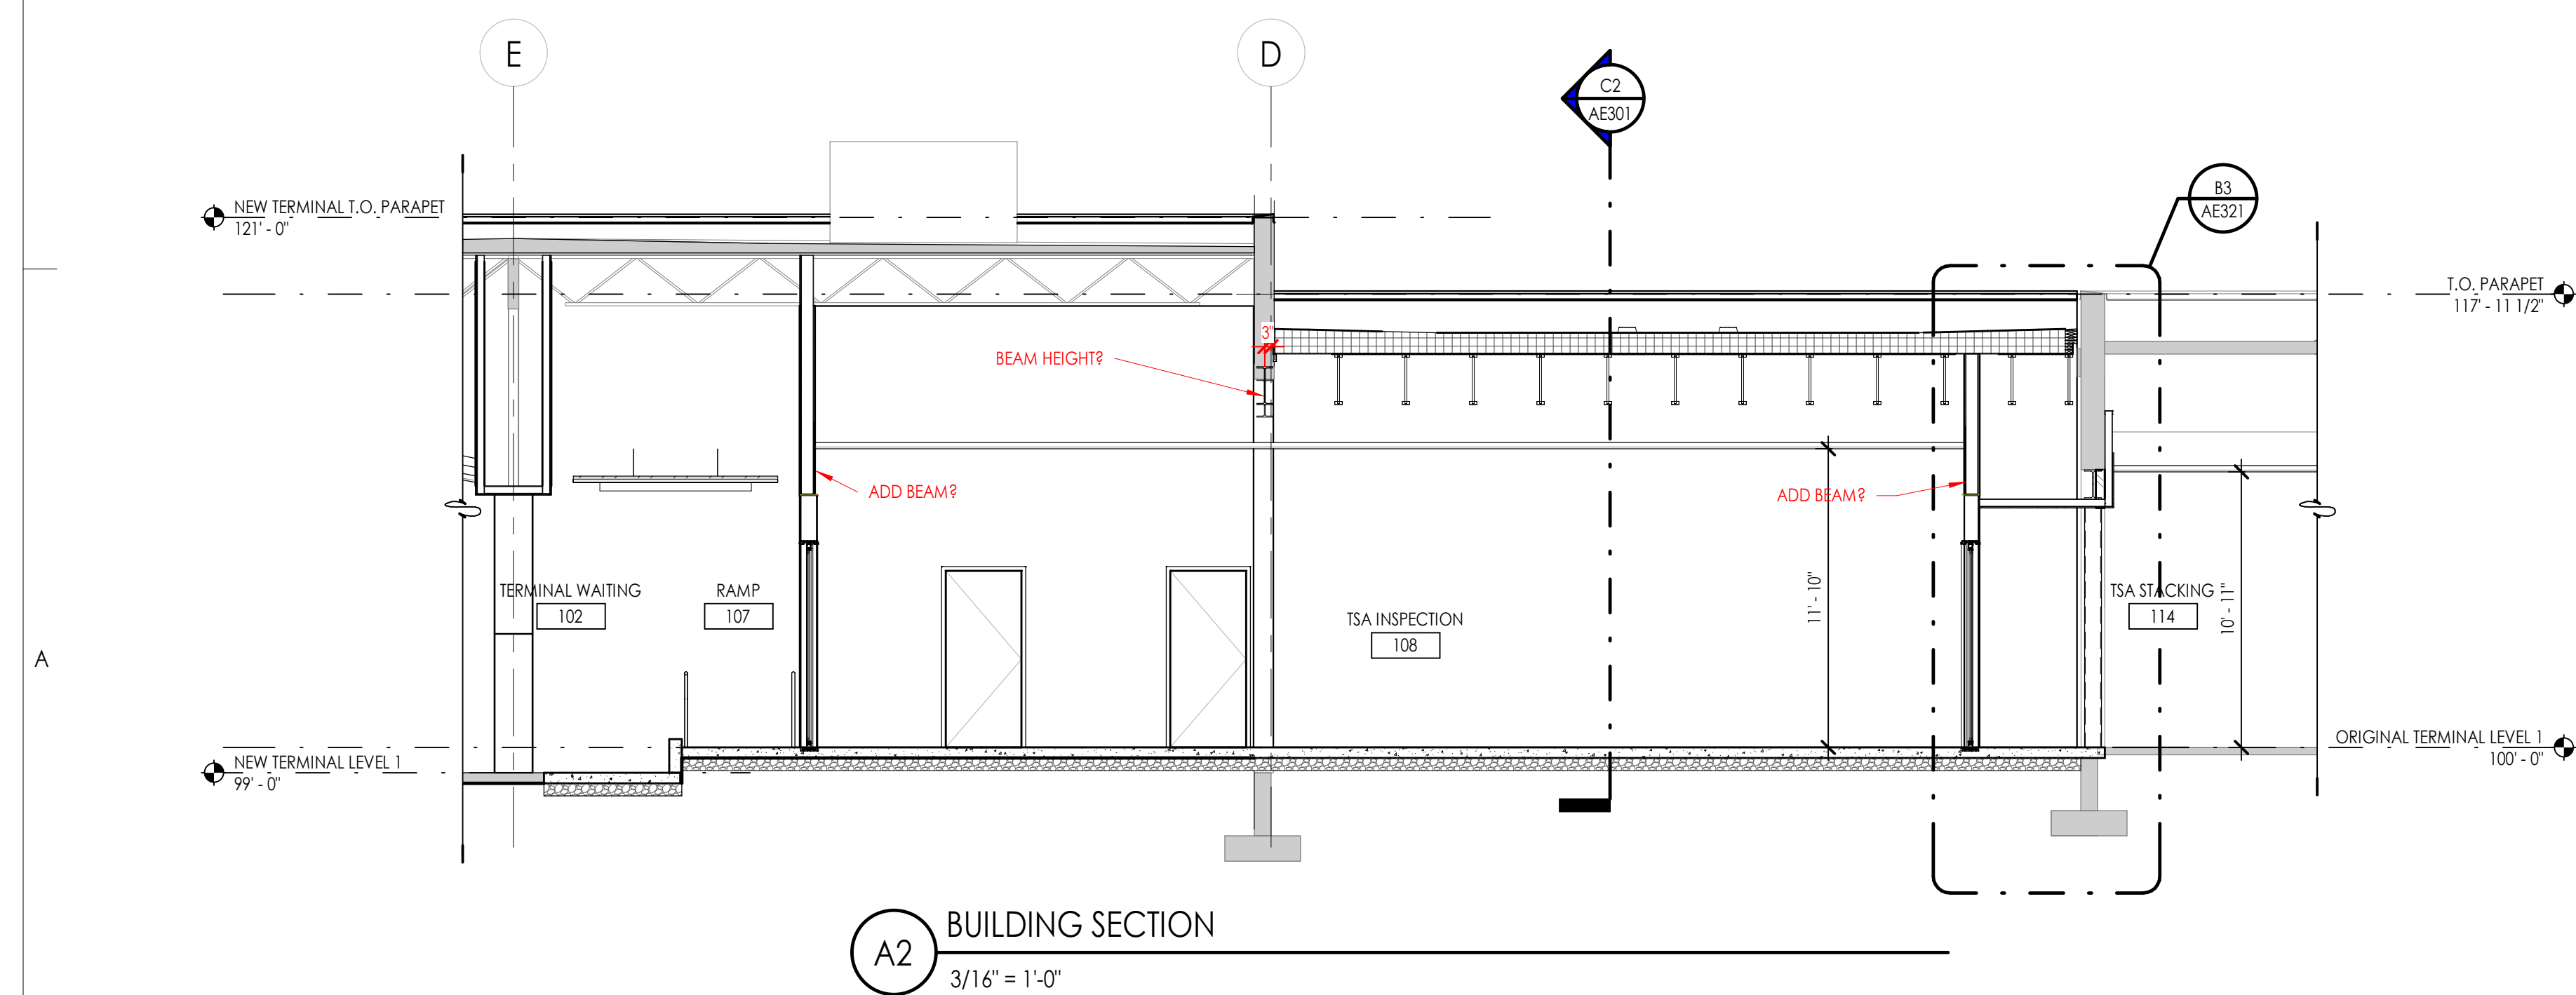 E
D
C2
AE301
B3
AE321
NEW TERMINAL T.O. PARAPET
121' - 0"
T.O. PARAPET
117' - 11 1/2"
3"
BEAM HEIGHT?
ADD BEAM?
ADD BEAM?
11' - 10"
10' - 11"
TERMINAL WAITING
102
RAMP
107
TSA INSPECTION
108
TSA STACKING
114
A
NEW TERMINAL LEVEL 1
99' - 0"
ORIGINAL TERMINAL LEVEL 1
100' - 0"
A2
BUILDING SECTION
3/16" = 1'-0"